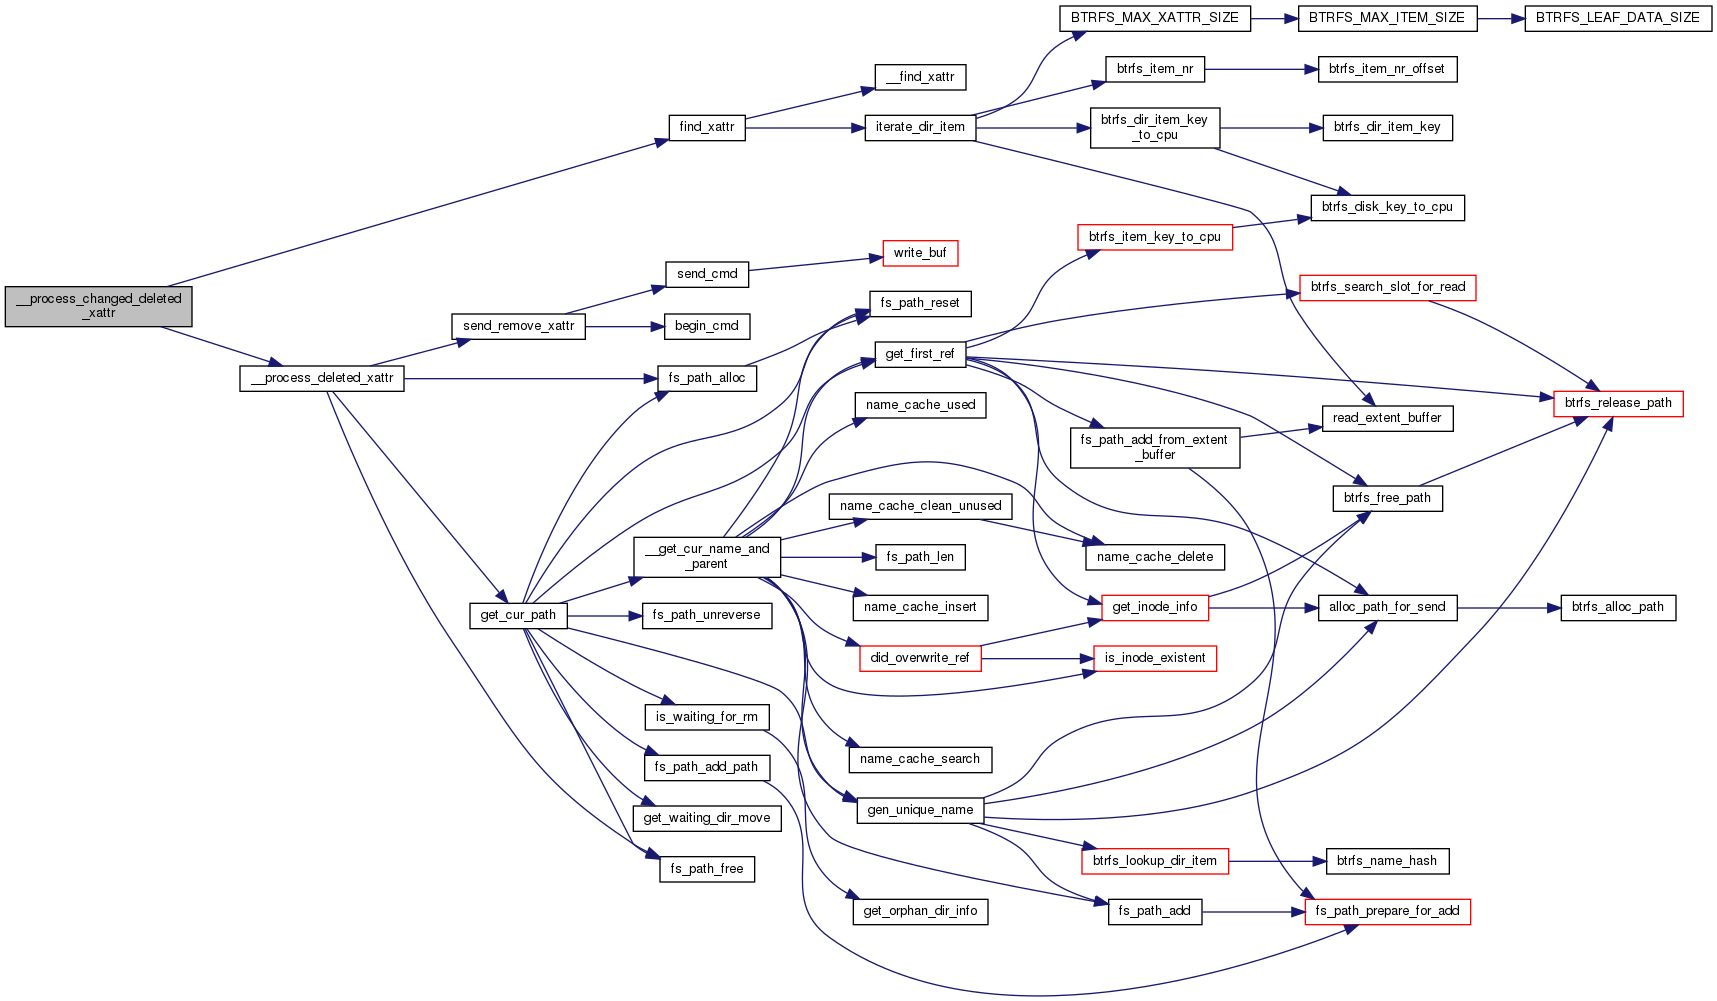 BTRFS_MAX_XATTR_SIZE
BTRFS_MAX_ITEM_SIZE
BTRFS_LEAF_DATA_SIZE
__find_xattr
btrfs_item_nr
btrfs_item_nr_offset
find_xattr
iterate_dir_item
btrfs_dir_item_key
_to_cpu
btrfs_dir_item_key
btrfs_disk_key_to_cpu
btrfs_item_key_to_cpu
write_buf
send_cmd
btrfs_search_slot_for_read
__process_changed_deleted
_xattr
fs_path_reset
send_remove_xattr
begin_cmd
get_first_ref
__process_deleted_xattr
fs_path_alloc
name_cache_used
btrfs_release_path
read_extent_buffer
fs_path_add_from_extent
_buffer
btrfs_free_path
name_cache_clean_unused
__get_cur_name_and
_parent
fs_path_len
name_cache_delete
get_cur_path
fs_path_unreverse
name_cache_insert
get_inode_info
alloc_path_for_send
btrfs_alloc_path
did_overwrite_ref
is_inode_existent
is_waiting_for_rm
name_cache_search
fs_path_add_path
get_waiting_dir_move
gen_unique_name
fs_path_free
btrfs_lookup_dir_item
btrfs_name_hash
get_orphan_dir_info
fs_path_add
fs_path_prepare_for_add